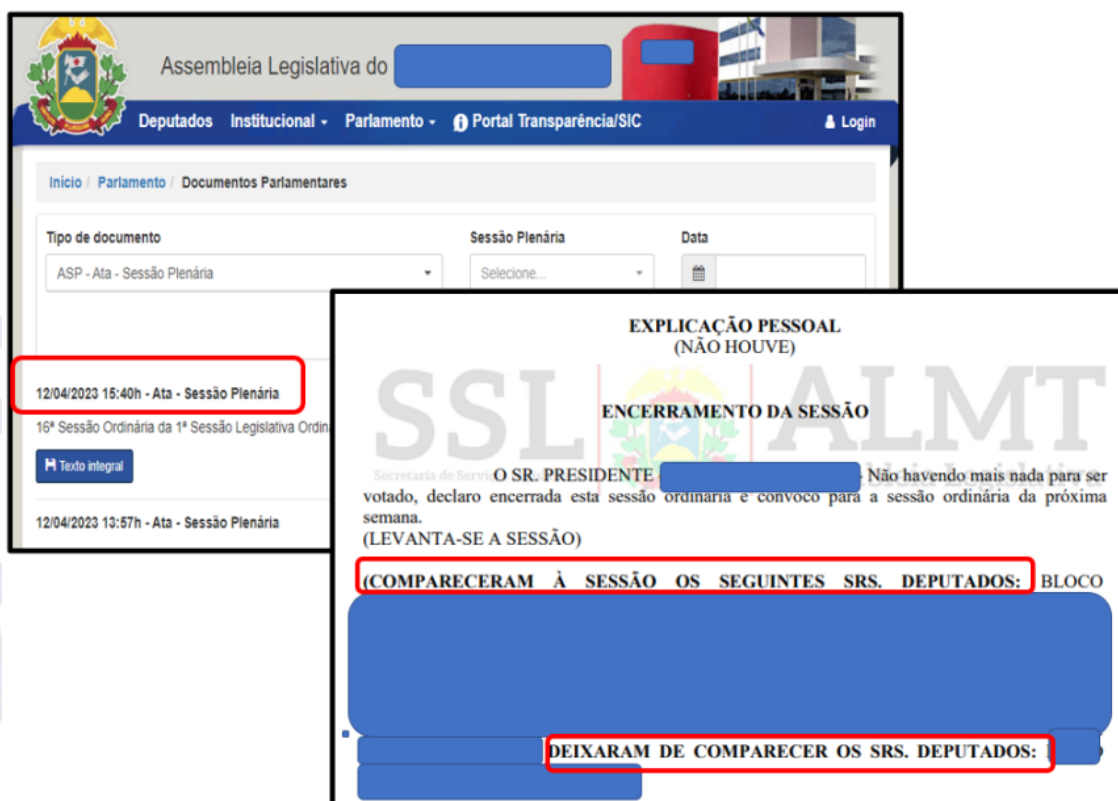 Assembleia Legislativa do
Deputados Institucional Parlamento Portal Transparência/SIC Login
Início / Parlamento / Documentos Parlamentares
Tipo de documento Sessão Plenária Data
ASP - Ata - Sessão Plenária Selecione...
12/04/2023 15:40h - Ata - Sessão Plenária
16ª Sessão Ordinária da 1ª Sessão Legislativa
Texto integral
12/04/2023 13:57h - Ata - Sessão Plenária
EXPLICAÇÃO PESSOAL
(NÃO HOUVE)
SSL ALMT
ENCERRAMENTO DA SESSÃO
Secretaria de
O SR. PRESIDENTE - Não havendo mais nada para ser
Legislativa
votado, declaro encerrada esta sessão ordinária e convoco para a sessão ordinária da próxima
semana.
(LEVANTA-SE A SESSÃO)
(COMPARECERAM À SESSÃO OS SEGUINTES SRS. DEPUTADOS: BLOCO
DEIXARAM DE COMPARECER OS SRS. DEPUTADOS: